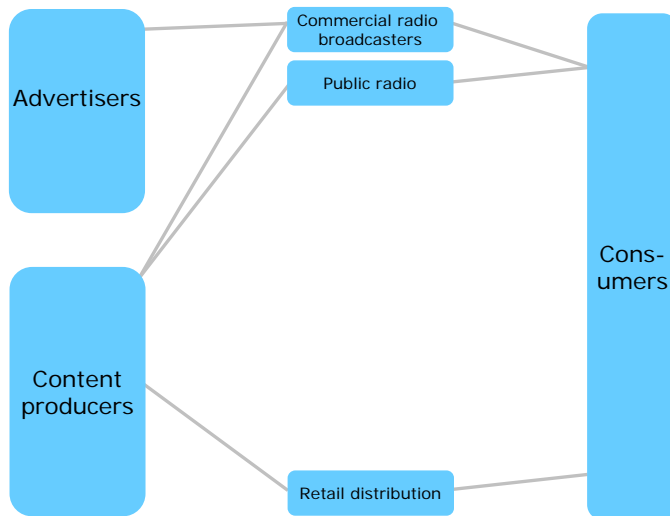 Commercial radio
broadcasters
Advertisers
Public radio
Cons-
umers
Content
producers
Retail distribution